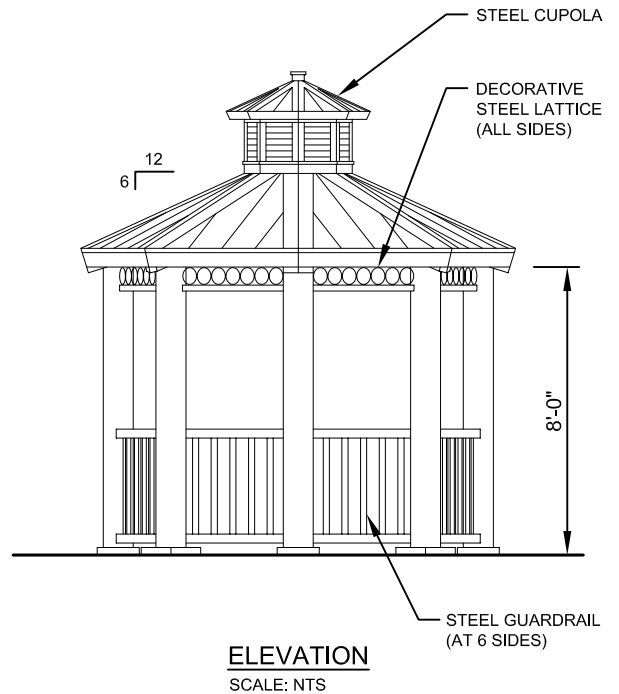 STEEL CUPOLA
DECORATIVE
STEEL LATTICE
(ALL SIDES)
12
6
8'-0"
STEEL GUARDRAIL
(AT 6 SIDES)
ELEVATION
SCALE: NTS